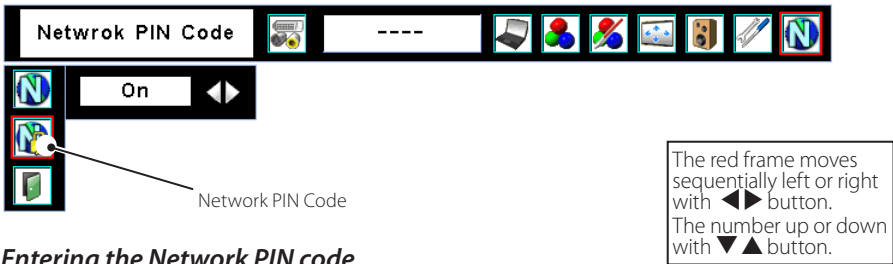 Netwrok PIN Code ----
On
Network PIN Code
The red frame moves
sequentially left or right
with ◀▶ button.
The number up or down
with ▼▲ button.
Entering the Network PIN code